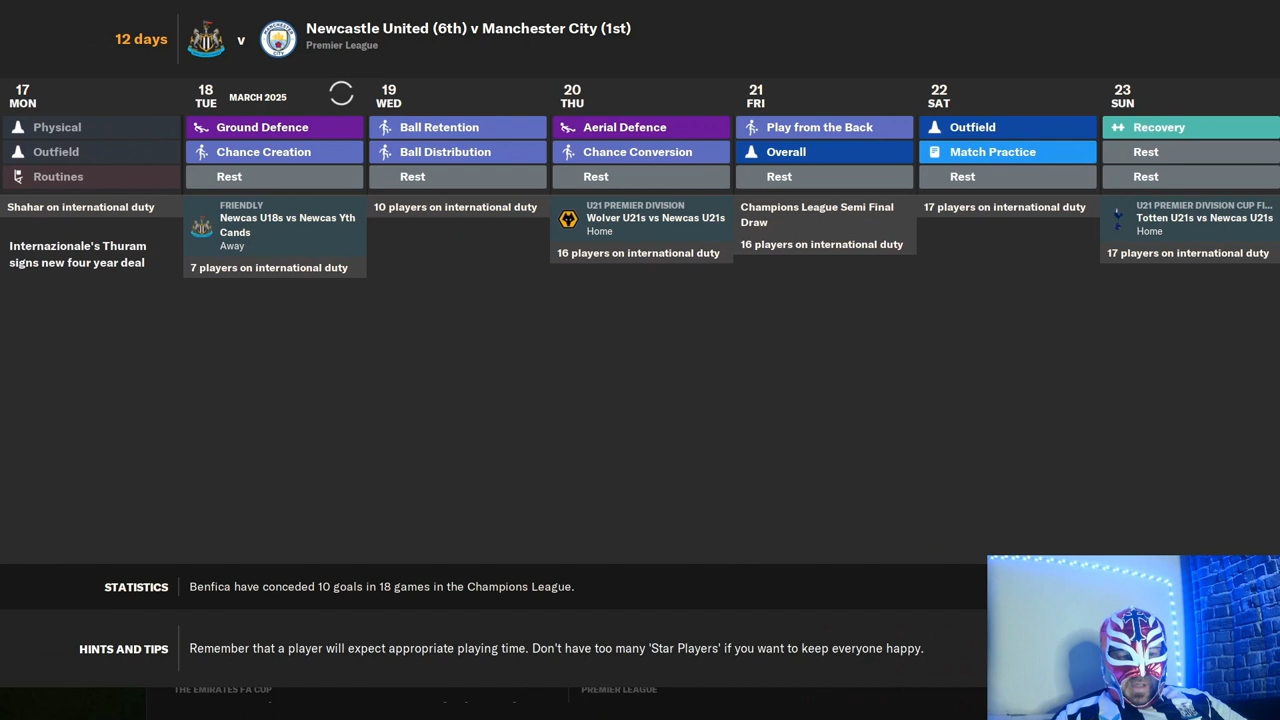 12 days
v
Newcastle United (6th) v Manchester City (1st)
Premier League
17
MON
18
TUE
MARCH 2025
19
WED
20
THU
21
FRI
22
SAT
23
SUN
Physical
Ground Defence
Ball Retention
Aerial Defence
Play from the Back
Outfield
Recovery
Outfield
Chance Creation
Ball Distribution
Chance Conversion
Overall
Match Practice
Rest
Routines
Rest
Rest
Rest
Rest
Rest
Rest
Shahar on international duty
Internazionale's Thuram
signs new four year deal
FRIENDLY
Newcas U18s vs Newcas Yth
Cands
Away
7 players on international duty
10 players on international duty
U21 PREMIER DIVISION
Wolver U21s vs Newcas U21s
Home
16 players on international duty
Champions League Semi Final
Draw
16 players on international duty
17 players on international duty
U21 PREMIER DIVISION CUP FI...
Totten U21s vs Newcas U21s
Home
17 players on international duty
STATISTICS
Benfica have conceded 10 goals in 18 games in the Champions League.
HINTS AND TIPS
Remember that a player will expect appropriate playing time. Don't have too many 'Star Players' if you want to keep everyone happy.
THE EMIRATES FA CUP
PREMIER LEAGUE